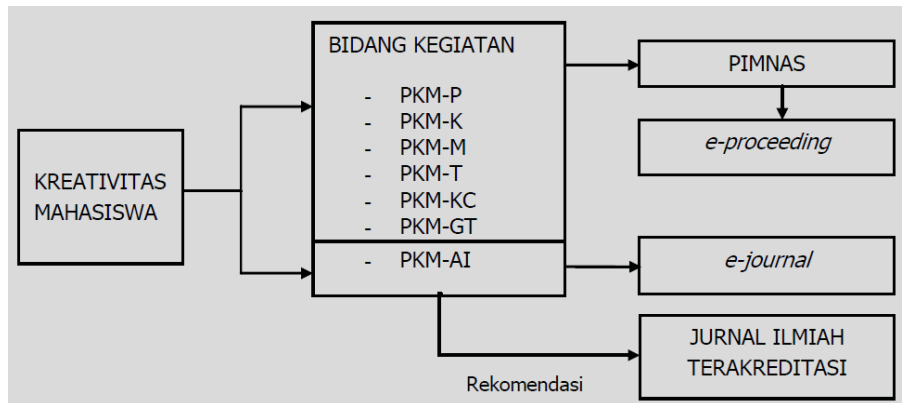 KREATIVITAS
MAHASISWA
BIDANG KEGIATAN
- PKM-P
- PKM-K
- PKM-M
- PKM-T
- PKM-KC
- PKM-GT
- PKM-AI
PIMNAS
e-proceeding
e-journal
JURNAL ILMIAH
TERAKREDITASI
Rekomendasi